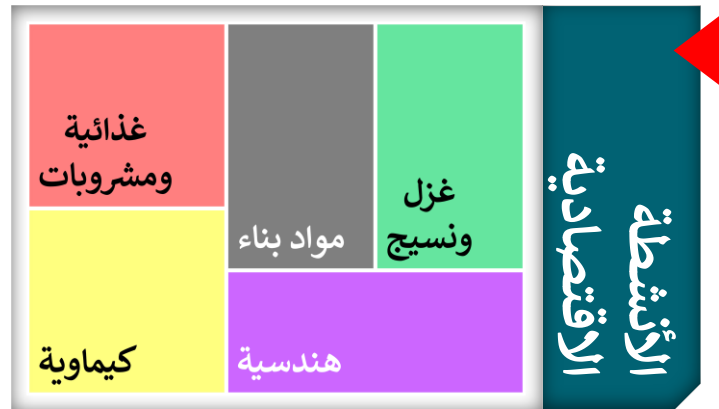 الأنشطة
الاقتصادية
غزل
ونسيج
مواد بناء
غذائية
ومشروبات
هندسية
كيماوية